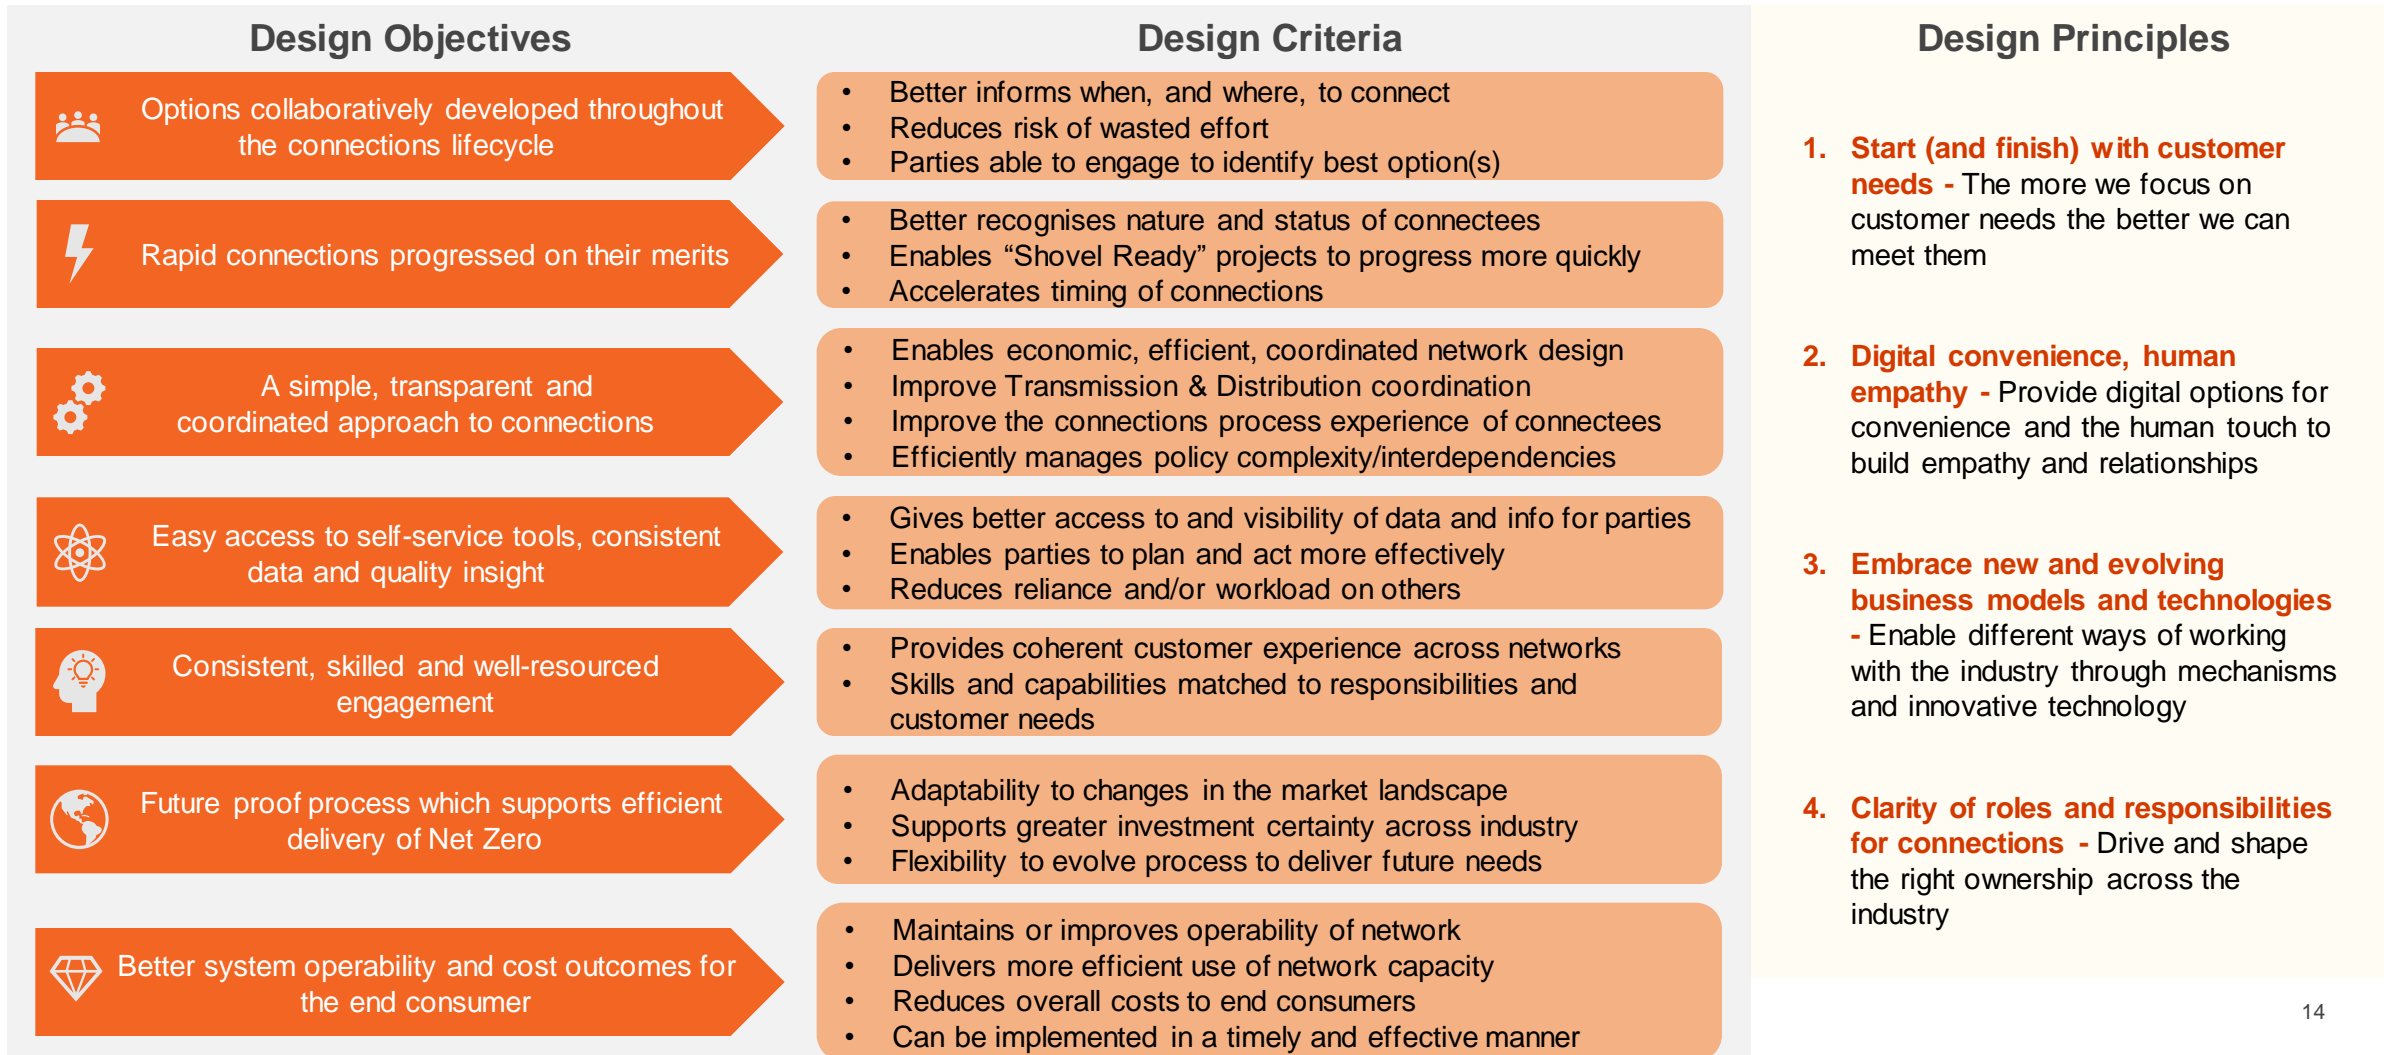 Design Objectives
Options collaboratively developed throughout
the connections lifecycle
Rapid connections progressed on their merits
A simple, transparent and
coordinated approach to connections
Easy access to self-service tools, consistent
data and quality insight
Consistent, skilled and well-resourced
engagement
Future proof process which supports efficient
delivery of Net Zero
Better system operability and cost outcomes for
the end consumer
Design Criteria
• Better informs when, and where, to connect
• Reduces risk of wasted effort
• Parties able to engage to identify best option(s)
• Better recognises nature and status of connectees
• Enables “Shovel Ready” projects to progress more quickly
• Accelerates timing of connections
• Enables economic, efficient, coordinated network design
• Improve Transmission & Distribution coordination
• Improve the connections process experience of connectees
• Efficiently manages policy complexity/interdependencies
• Gives better access to and visibility of data and info for parties
• Enables parties to plan and act more effectively
• Reduces reliance and/or workload on others
• Provides coherent customer experience across networks
• Skills and capabilities matched to responsibilities and
customer needs
• Adaptability to changes in the market landscape
• Supports greater investment certainty across industry
• Flexibility to evolve process to deliver future needs
• Maintains or improves operability of network
• Delivers more efficient use of network capacity
• Reduces overall costs to end consumers
• Can be implemented in a timely and effective manner
Design Principles
1. Start (and finish) with customer
needs - The more we focus on
customer needs the better we can
meet them
2. Digital convenience, human
empathy - Provide digital options for
convenience and the human touch to
build empathy and relationships
3. Embrace new and evolving
business models and technologies
- Enable different ways of working
with the industry through mechanisms
and innovative technology
4. Clarity of roles and responsibilities
for connections - Drive and shape
the right ownership across the
industry
14